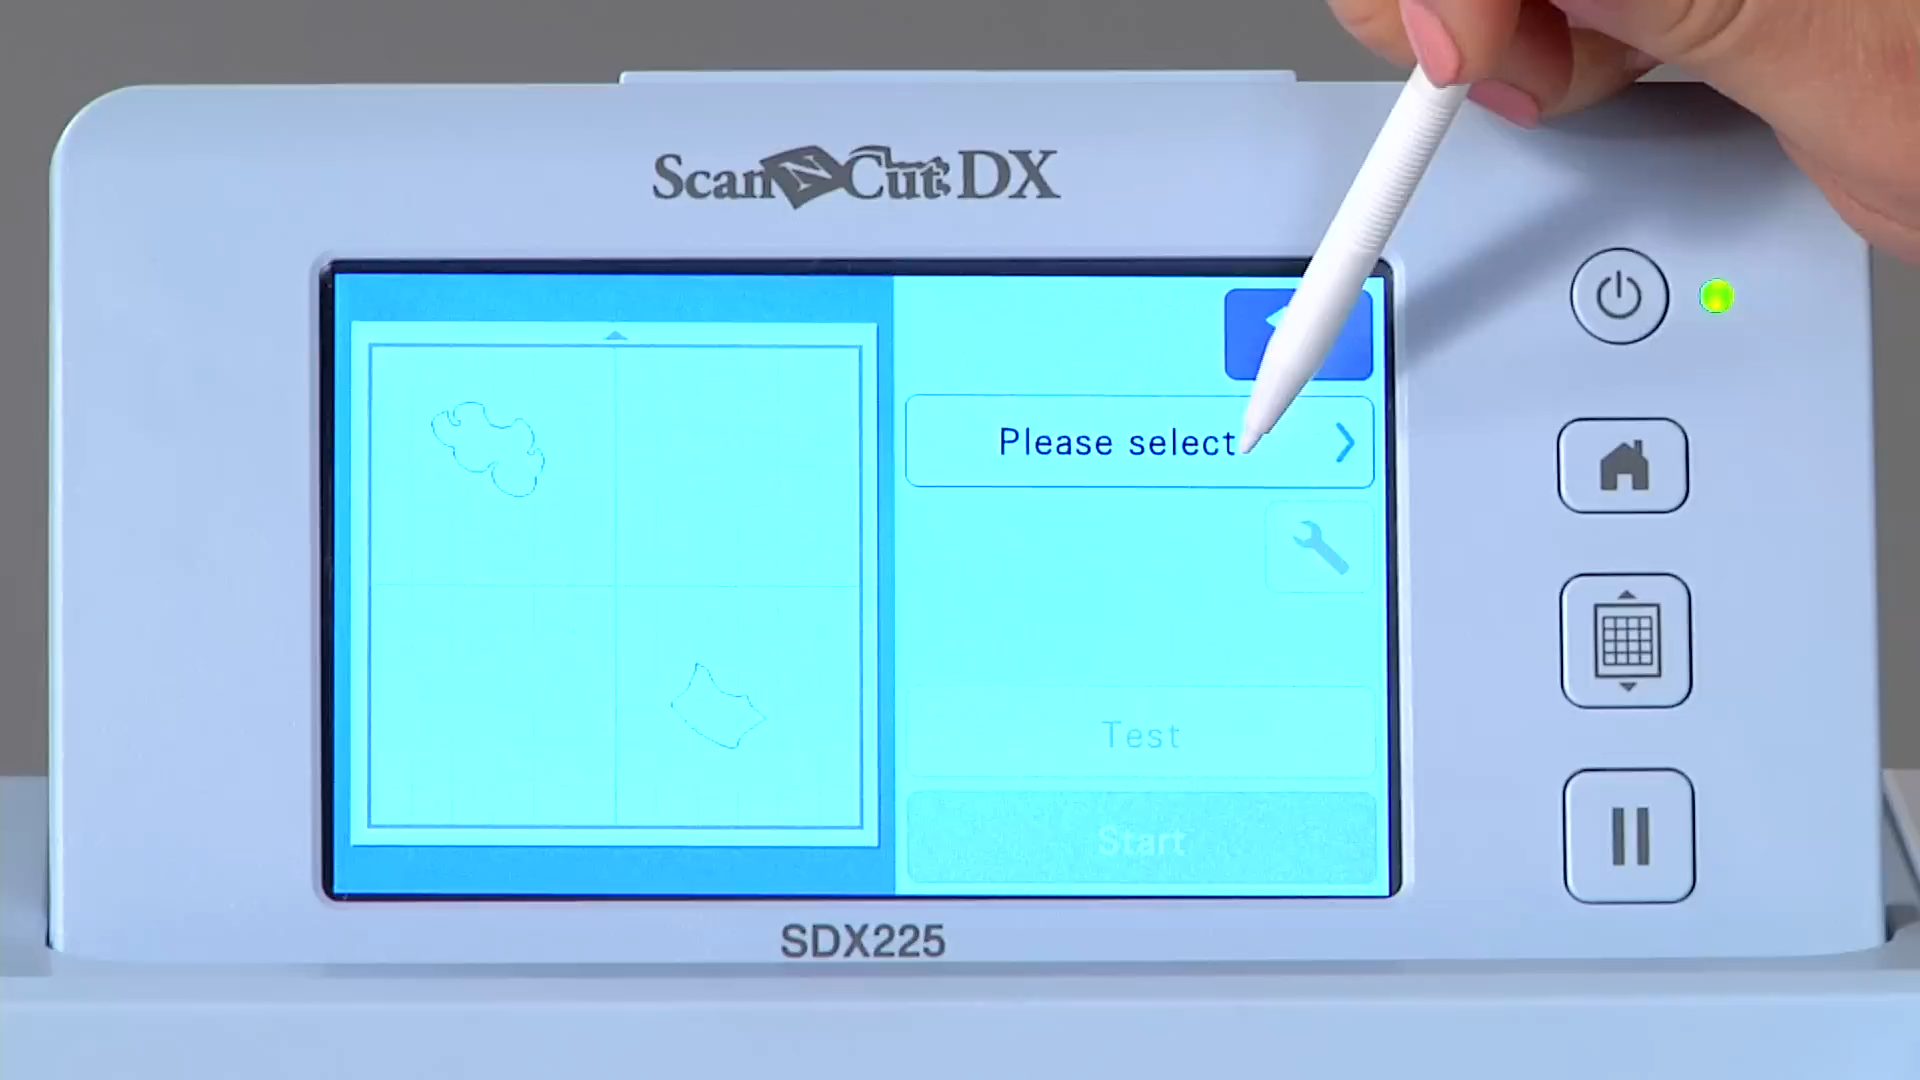 ScanNCut DX
Please select
Test
Start
SDX225